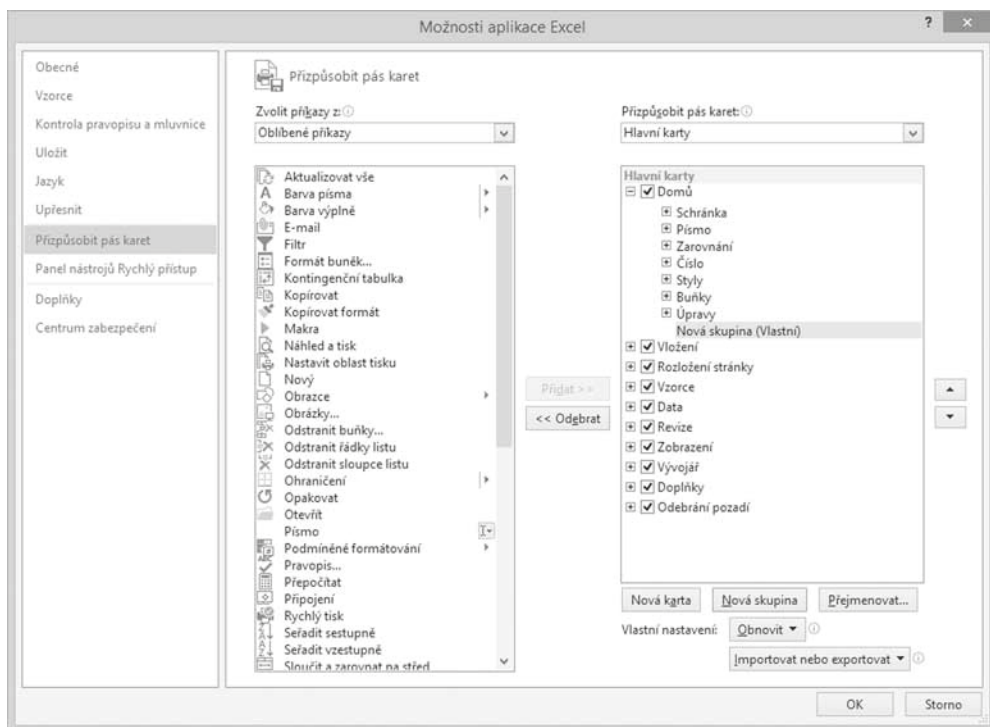 Možnosti aplikace Excel
?
Obecné
Vzorce
Kontrola pravopisu a mluvnice
Uložit
Jazyk
Upřesnit
Přizpůsobit pás karet
Panel nástrojů Rychlý přístup
Doplňky
Centrum zabezpečení
Přizpůsobit pás karet
Zvolit příkazy z:
Oblíbené příkazy
Aktualizovat vše
Barva písma
Barva výplně
E-mail
Filtr
Formát buněk...
Kontingenční tabulka
Kopírovat
Kopírovat formát
Makra
Náhled a tisk
Nastavit oblast tisku
Nový
Obrazce
Obrázky...
Odstranit buňky...
Odstranit řádky listu
Odstranit sloupce listu
Ohraničení
Opakovat
Otevřít
Písmo
Podmíněné formátování
Pravopis...
Přepočítat
Připojení
Rychlý tisk
Seřadit sestupně
Seřadit vzestupně
Sloučit a zarovnat na střed
Přidat >>
<< Odebrat
Přizpůsobit pás karet:
Hlavní karty
Hlavní karty
Domů
Schránka
Písmo
Zarovnání
Číslo
Styly
Buňky
Úpravy
Nová skupina (Vlastní)
Vložení
Rozložení stránky
Vzorce
Data
Revize
Zobrazení
Vývojář
Doplňky
Odebrání pozadí
Nová karta
Nová skupina
Přejmenovat...
Vlastní nastavení:
Obnovit
Importovat nebo exportovat
OK
Storno